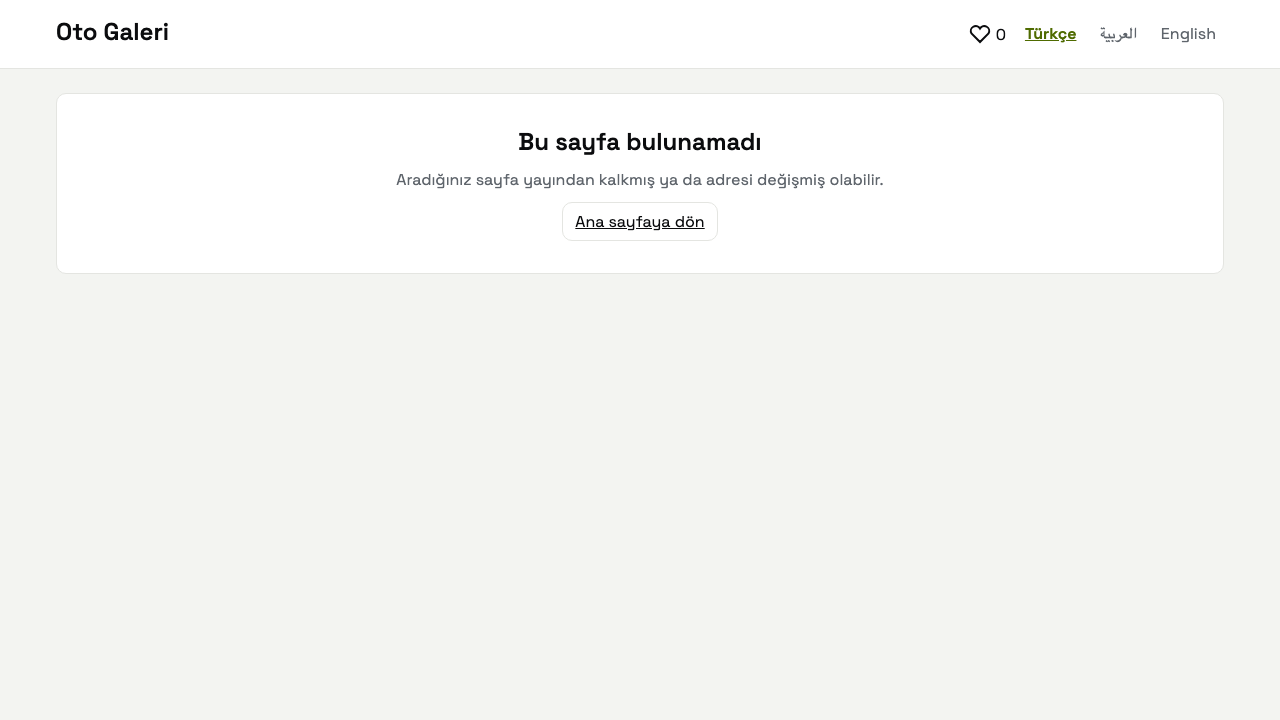 Oto Galeri
0 Türkçe العربية English
Bu sayfa bulunamadı
Aradığınız sayfa yayından kalkmış ya da adresi değişmiş olabilir.
Ana sayfaya dön